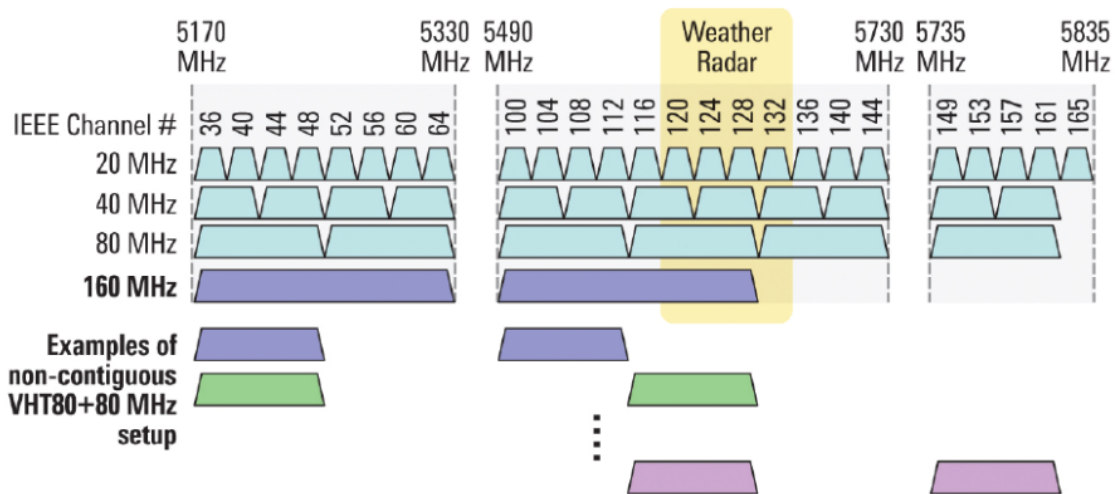 5170 MHz
5330 MHz
5490 MHz
Weather Radar
5730 MHz
5735 MHz
5835 MHz
IEEE Channel # 36 40 44 48 52 56 60 64 100 104 108 112 116 120 124 128 132 136 140 144 149 153 157 161 165
20 MHz
40 MHz
80 MHz
160 MHz
Examples of
non-contiguous
VHT80+80 MHz
setup